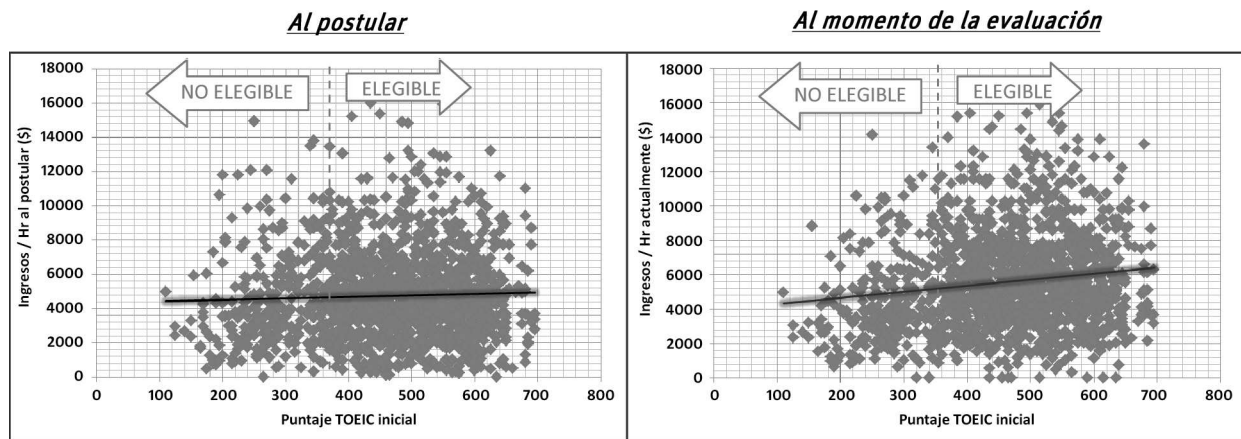 Al postular
NO ELEGIBLE
ELEGIBLE
Ingresos / Hr al postular ($)
18000
16000
14000
12000
10000
8000
6000
4000
2000
0
0 100 200 300 400 500 600 700 800
Puntaje TOEIC inicial
Al momento de la evaluación
NO ELEGIBLE
ELEGIBLE
Ingresos / Hr actualmente ($)
18000
16000
14000
12000
10000
8000
6000
4000
2000
0
0 100 200 300 400 500 600 700 800
Puntaje TOEIC inicial